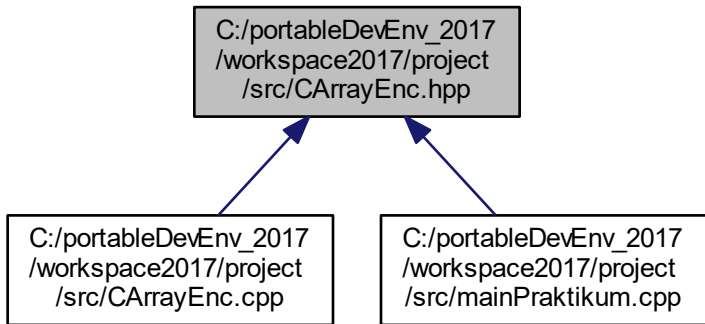 C:/portableDevEnv_2017
/workspace2017/project
/src/CArrayEnc.hpp
C:/portableDevEnv_2017
/workspace2017/project
/src/CArrayEnc.cpp
C:/portableDevEnv_2017
/workspace2017/project
/src/mainPraktikum.cpp